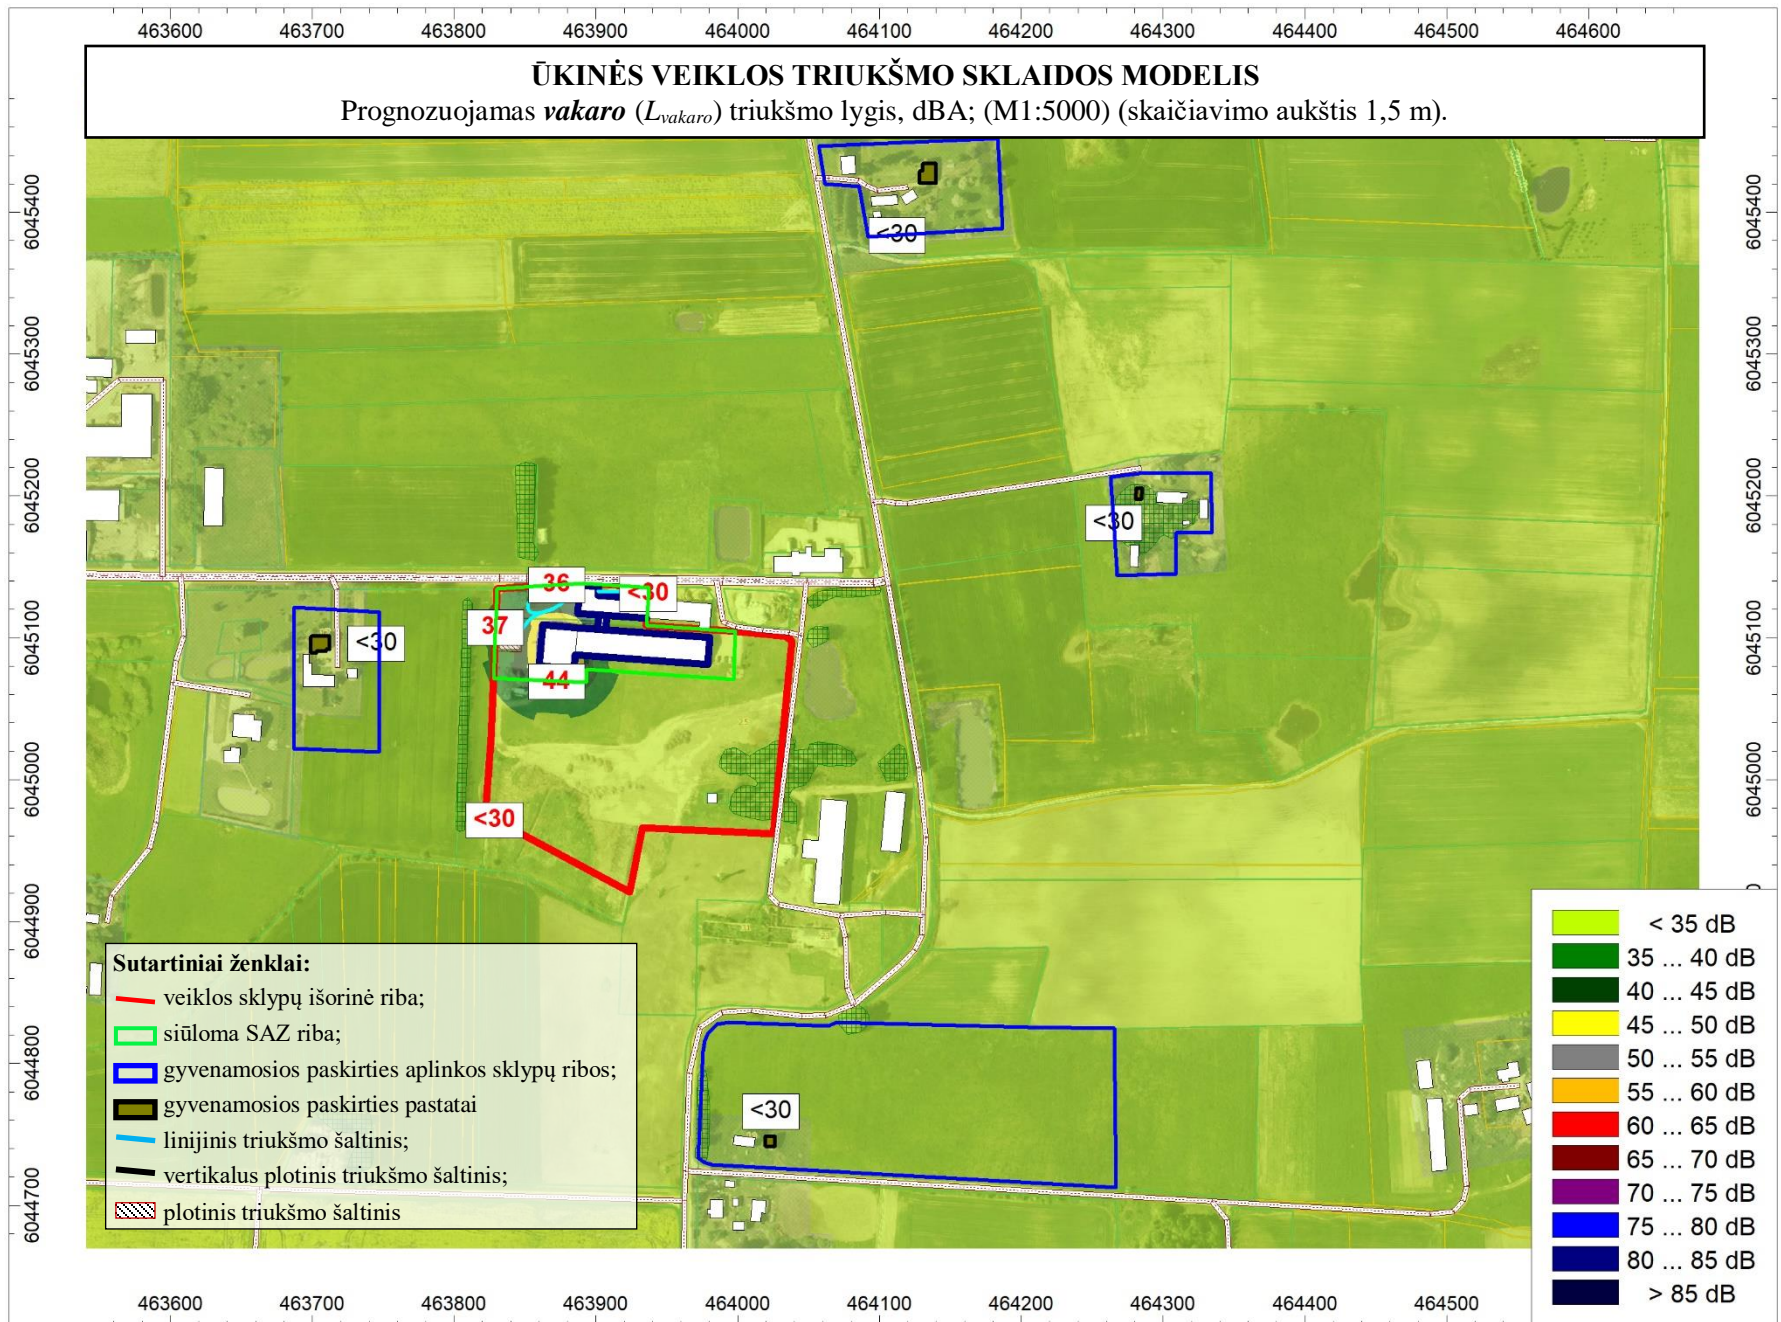 463600 463700 463800 463900 464000 464100 464200 464300 464400 464500 464600
ŪKINĖS VEIKLOS TRIUKŠMO SKLAIDOS MODELIS
Prognozuojamas vakaro (Lvakaro) triukšmo lygis, dBA; (M1:5000) (skaičiavimo aukštis 1,5 m).
6045400
6045300
6045200
6045100
6045000
6044900
6044800
6044700
6045400
6045300
6045200
6045100
6045000
<30
<30
36
<30
37
<30
44
<30
<30
Sutartiniai ženklai:
veiklos sklypų išorinė riba;
siūloma SAZ riba;
gyvenamosios paskirties aplinkos sklypų ribos;
gyvenamosios paskirties pastatai
linijinis triukšmo šaltinis;
vertikalus plotinis triukšmo šaltinis;
plotinis triukšmo šaltinis
< 35 dB
35 ... 40 dB
40 ... 45 dB
45 ... 50 dB
50 ... 55 dB
55 ... 60 dB
60 ... 65 dB
65 ... 70 dB
70 ... 75 dB
75 ... 80 dB
80 ... 85 dB
> 85 dB
463600 463700 463800 463900 464000 464100 464200 464300 464400 464500